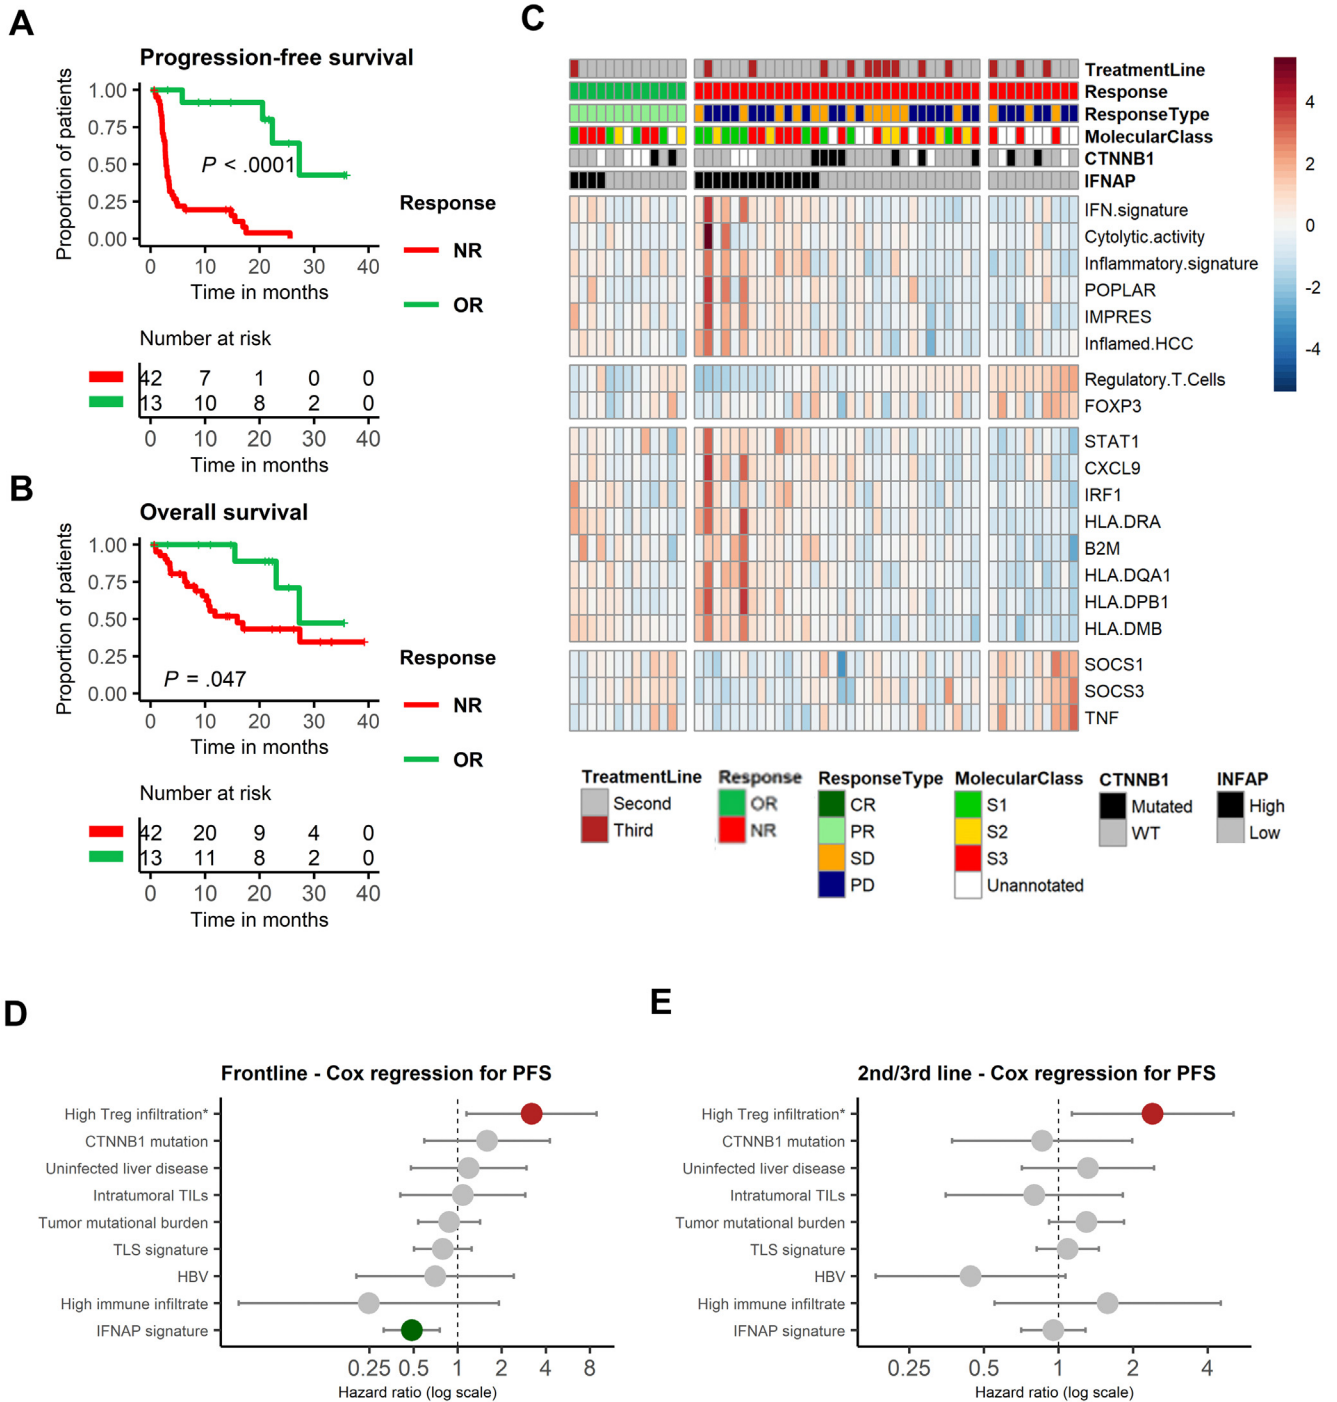 A
Progression-free survival
Proportion of patients
1.00
0.75
0.50
0.25
0.00
P < .0001
0 10 20 30 40
Time in months
Response
NR
OR
Number at risk
42 7 1 0 0
13 10 8 2 0
0 10 20 30 40
Time in months
B
Overall survival
Proportion of patients
1.00
0.75
0.50
0.25
0.00
P = .047
0 10 20 30 40
Time in months
Response
NR
OR
Number at risk
42 20 9 4 0
13 11 8 2 0
0 10 20 30 40
Time in months
C
TreatmentLine
Response
ResponseType
MolecularClass
CTNNB1
IFNAP
IFN.signature
Cytolytic.activity
Inflammatory.signature
POPLAR
IMPRES
Inflamed.HCC
Regulatory.T.Cells
FOXP3
STAT1
CXCL9
IRF1
HLA.DRA
B2M
HLA.DQA1
HLA.DPB1
HLA.DMB
SOCS1
SOCS3
TNF
4
2
0
-2
-4
TreatmentLine
Second
Third
Response
OR
NR
ResponseType
CR
PR
SD
PD
MolecularClass
S1
S2
S3
Unannotated
CTNNB1
Mutated
WT
INFAP
High
Low
D
Frontline - Cox regression for PFS
High Treg infiltration*
CTNNB1 mutation
Uninfected liver disease
Intratumoral TILs
Tumor mutational burden
TLS signature
HBV
High immune infiltrate
IFNAP signature
0.25 0.5 1 2 4 8
Hazard ratio (log scale)
E
2nd/3rd line - Cox regression for PFS
High Treg infiltration*
CTNNB1 mutation
Uninfected liver disease
Intratumoral TILs
Tumor mutational burden
TLS signature
HBV
High immune infiltrate
IFNAP signature
0.25 0.5 1 2 4
Hazard ratio (log scale)